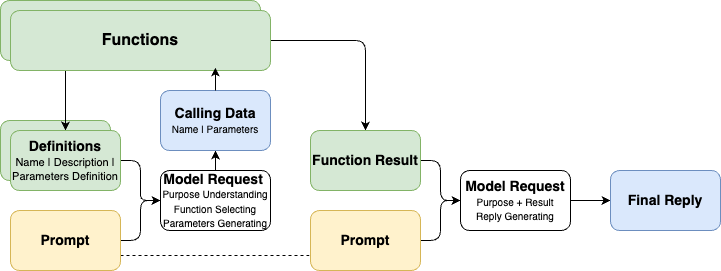 Functions
Calling Data
Name | Parameters
Definitions
Name | Description |
Parameters Definition
Model Request
Purpose Understanding
Function Selecting
Parameters Generating
Prompt
Function Result
Prompt
Model Request
Purpose + Result
Reply Generating
Final Reply